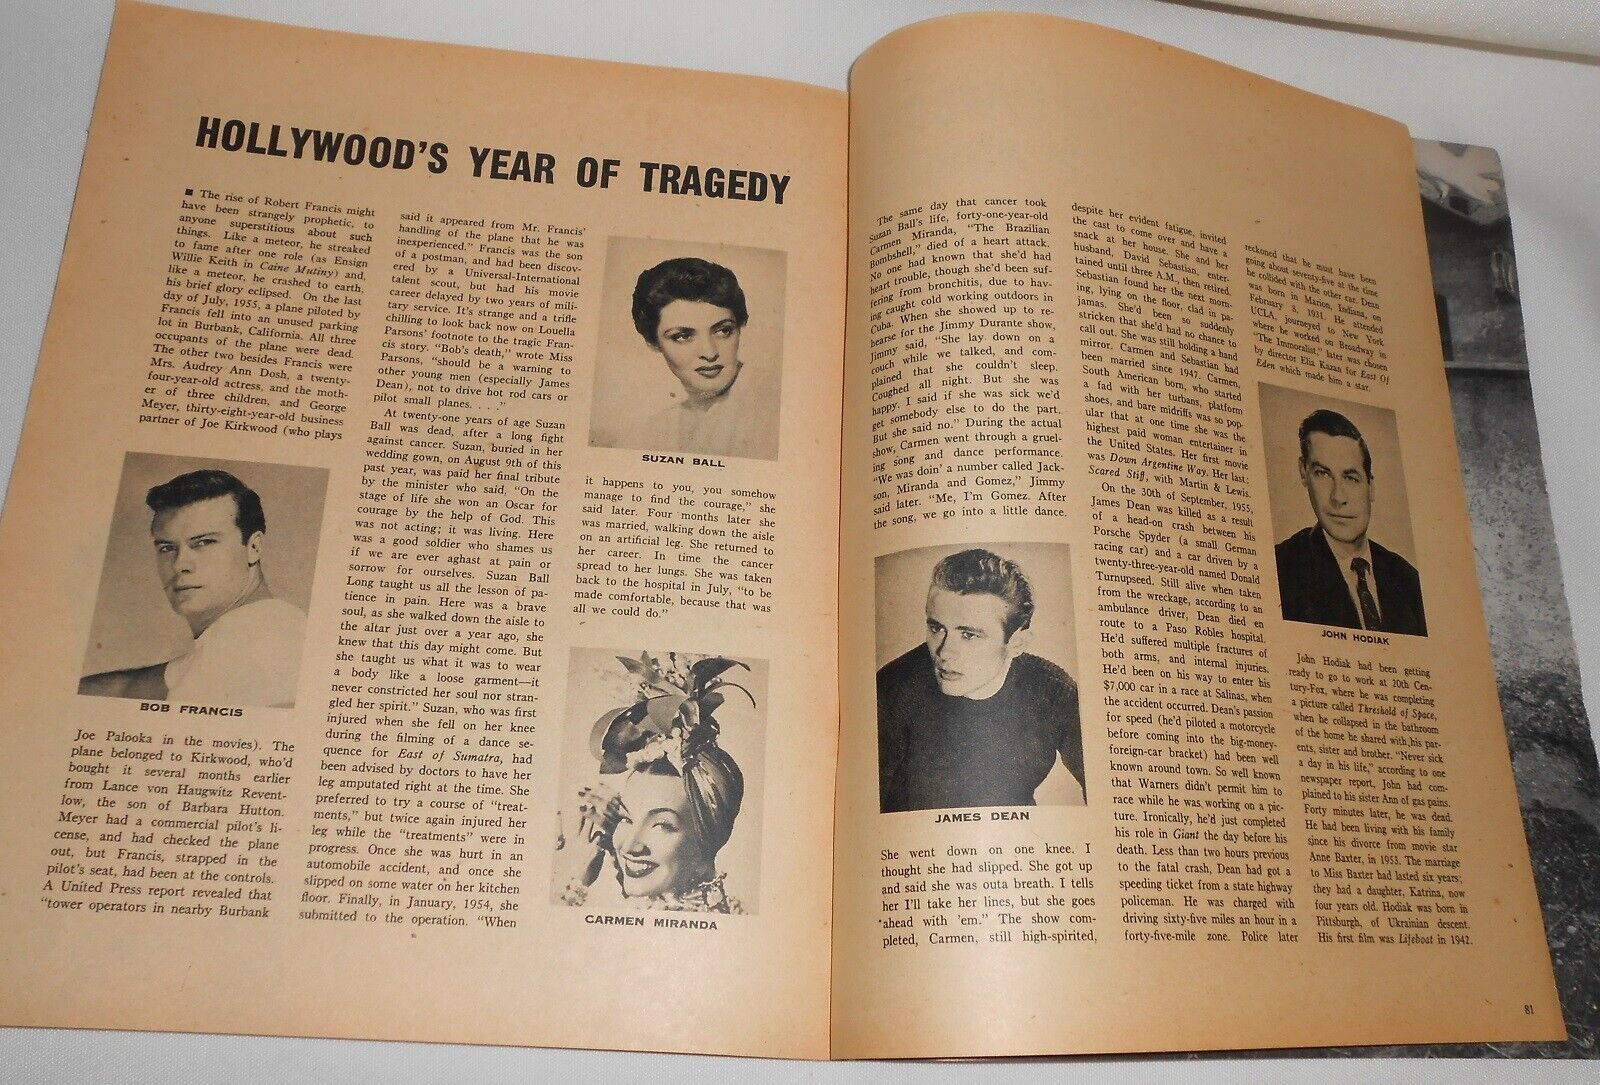 HOLLYWOOD'S YEAR OF TRAGEDY
■ The rise of Robert Francis might
have been strangely prophetic, to
anyone superstitious about such
things. Like a meteor, he streaked
to fame after one role (as Ensign
Willie Keith in Caine Mutiny) and,
like a meteor, he crashed to earth,
his brief glory eclipsed. On the last
day of July, 1955, a plane piloted by
Francis fell into an unused parking
lot in Burbank, California. All three
occupants of the plane were dead.
The other two besides Francis were
Mrs. Audrey Ann Dosh, a twenty-
four-year-old actress, and the moth-
er of three children, and George
Meyer, thirty-eight-year-old business
partner of Joe Kirkwood (who plays
BOB FRANCIS
Joe Palooka in the movies). The
plane belonged to Kirkwood, who'd
bought it several months earlier
from Lance von Haugwitz Revent-
low, the son of Barbara Hutton.
Meyer had a commercial pilot's li-
cense, and had checked the plane
out, but Francis, strapped in the
pilot's seat, had been at the controls.
A United Press report revealed that
"tower operators in nearby Burbank
said it appeared from Mr. Francis'
handling of the plane that he was
inexperienced." Francis was the son
of a postman, and had been discov-
ered by a Universal-International
talent scout, but had his movie
career delayed by two years of mili-
tary service. It's strange and a trifle
chilling to look back now on Louella
Parsons' footnote to the tragic Fran-
cis story. "Bob's death," wrote Miss
Parsons, "should be a warning to
other young men (especially James
Dean), not to drive hot rod cars or
pilot small planes. . . ."
At twenty-one years of age Suzan
Ball was dead, after a long fight
against cancer. Suzan, buried in her
wedding gown, on August 9th of this
past year, was paid her final tribute
by the minister who said, "On the
stage of life she won an Oscar for
courage by the help of God. This
was not acting; it was living. Here
was a good soldier who shames us
if we are ever aghast at pain or
sorrow for ourselves. Suzan Ball
Long taught us all the lesson of pa-
tience in pain. Here was a brave
soul, as she walked down the aisle to
the altar just over a year ago, she
knew that this day might come. But
she taught us what it was to wear
a body like a loose garment—it
never constricted her soul nor stran-
gled her spirit." Suzan, who was first
injured when she fell on her knee
during the filming of a dance se-
quence for East of Sumatra, had
been advised by doctors to have her
leg amputated right at the time. She
preferred to try a course of "treat-
ments," but twice again injured her
leg while the "treatments" were in
progress. Once she was hurt in an
automobile accident, and once she
slipped on some water on her kitchen
floor. Finally, in January, 1954, she
submitted to the operation. "When
SUZAN BALL
it happens to you, you somehow
manage to find the courage," she
said later. Four months later she
was married, walking down the aisle
on an artificial leg. She returned to
her career. In time the cancer
spread to her lungs. She was taken
back to the hospital in July, "to be
made comfortable, because that was
all we could do."
CARMEN MIRANDA
The same day that cancer took
Suzan Ball's life, forty-one-year-old
Carmen Miranda, "The Brazilian
Bombshell," died of a heart attack.
No one had known that she'd had
heart trouble, though she'd been suf-
fering from bronchitis, due to hav-
ing caught cold working outdoors in
Cuba. When she showed up to re-
hearse for the Jimmy Durante show,
Jimmy said, "She lay down on a
couch while we talked, and com-
plained that she couldn't sleep.
Coughed all night. But she was
happy. I said if she was sick we'd
get somebody else to do the part.
But she said no." During the actual
show, Carmen went through a gruel-
ing song and dance performance.
"We was doin' a number called Jack-
son, Miranda and Gomez," Jimmy
said later. "Me, I'm Gomez. After
the song, we go into a little dance.
JAMES DEAN
She went down on one knee. I
thought she had slipped. She got up
and said she was outa breath. I tells
her I'll take her lines, but she goes
'ahead with 'em." The show com-
pleted, Carmen, still high-spirited,
despite her evident fatigue, invited
the cast to come over and have a
snack at her house. She and her
husband, David Sebastian, enter-
tained until three A.M., then retired.
Sebastian found her the next morn-
ing, lying on the floor, clad in pa-
jamas. She'd been so suddenly
stricken that she'd had no chance to
call out. She was still holding a hand
mirror. Carmen and Sebastian had
been married since 1947. Carmen,
South American born, who started
a fad with her turbans, platform
shoes, and bare midriffs was so pop-
ular that at one time she was the
highest paid woman entertainer in
the United States. Her first movie
was Down Argentine Way. Her last:
Scared Stiff, with Martin & Lewis.
On the 30th of September, 1955,
James Dean was killed as a result
of a head-on crash between his
Porsche Spyder (a small German
racing car) and a car driven by a
twenty-three-year-old named Donald
Turnupseed. Still alive when taken
from the wreckage, according to an
ambulance driver, Dean died en
route to a Paso Robles hospital.
He'd suffered multiple fractures of
both arms, and internal injuries.
He'd been on his way to enter his
$7,000 car in a race at Salinas, when
the accident occurred. Dean's passion
for speed (he'd piloted a motorcycle
before coming into the big-money-
foreign-car bracket) had been well
known around town. So well known
that Warners didn't permit him to
race while he was working on a pic-
ture. Ironically, he'd just completed
his role in Giant the day before his
death. Less than two hours previous
to the fatal crash, Dean had got a
speeding ticket from a state highway
policeman. He was charged with
driving sixty-five miles an hour in a
forty-five-mile zone. Police later
reckoned that he must have been
going about seventy-five at the time
he collided with the other car. Dean
was born in Marion, Indiana, on
February 8, 1931. He attended
UCLA, journeyed to New York
where he worked on Broadway in
"The Immoralist," later was chosen
by director Elia Kazan for East Of
Eden which made him a star.
JOHN HODIAK
John Hodiak had been getting
ready to go to work at 20th Cen-
tury-Fox, where he was completing
a picture called Threshold of Space,
when he collapsed in the bathroom
of the home he shared with his par-
ents, sister and brother. "Never sick
a day in his life," according to one
newspaper report, John had com-
plained to his sister Ann of gas pains.
Forty minutes later, he was dead.
He had been living with his family
since his divorce from movie star
Anne Baxter, in 1953. The marriage
to Miss Baxter had lasted six years;
they had a daughter, Katrina, now
four years old. Hodiak was born in
Pittsburgh, of Ukrainian descent.
His first film was Lifeboat in 1942.
81